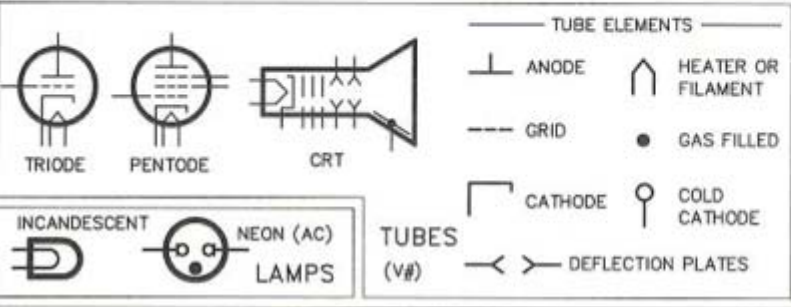 TRIODE
PENTODE
CRT
TUBE ELEMENTS
ANODE
HEATER OR
FILAMENT
GRID
GAS FILLED
CATHODE
COLD
CATHODE
DEFLECTION PLATES
TUBES
(V#)
INCANDESCENT
NEON (AC)
LAMPS